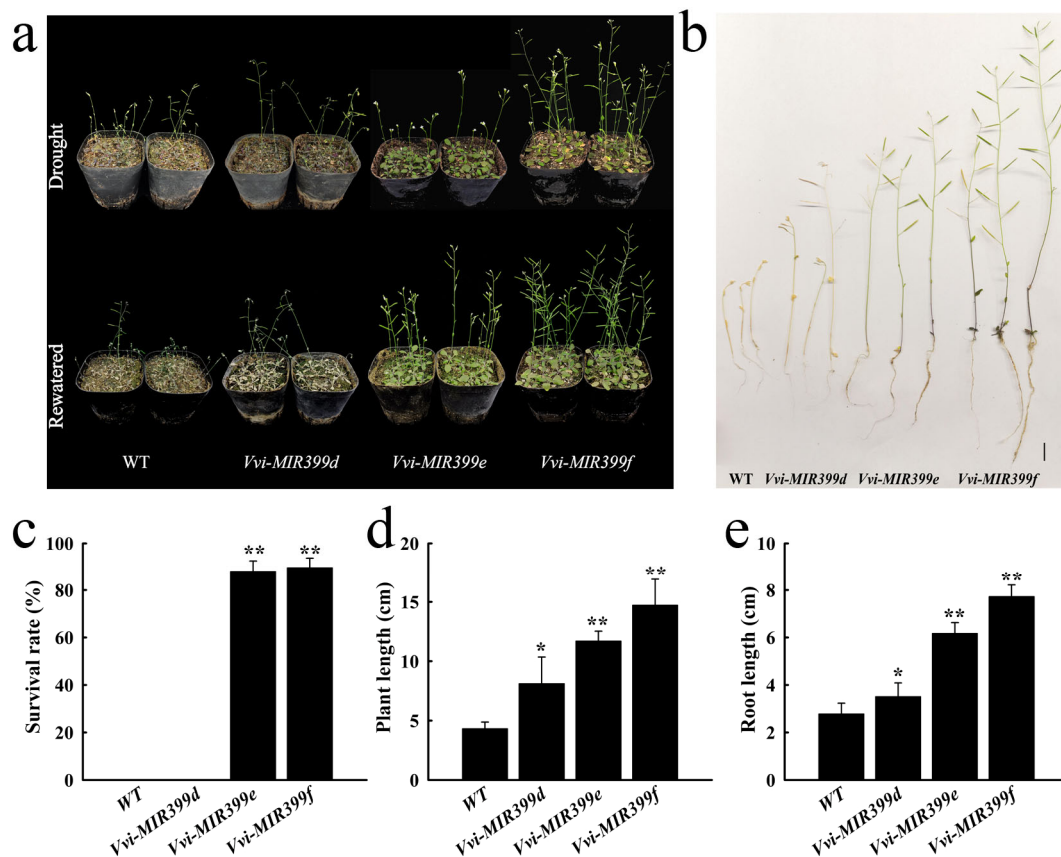 a
Drought
Rewatered
WT Vvi-MIR399d Vvi-MIR399e Vvi-MIR399f
b
WT Vvi-MIR399d Vvi-MIR399e Vvi-MIR399f
c
Survival rate (%)
100
80
60
40
20
0
** **
WT Vvi-MIR399d Vvi-MIR399e Vvi-MIR399f
d
Plant length (cm)
20
15
10
5
0
* ** **
WT Vvi-MIR399d Vvi-MIR399e Vvi-MIR399f
e
Root length (cm)
10
8
6
4
2
0
* ** **
WT Vvi-MIR399d Vvi-MIR399e Vvi-MIR399f